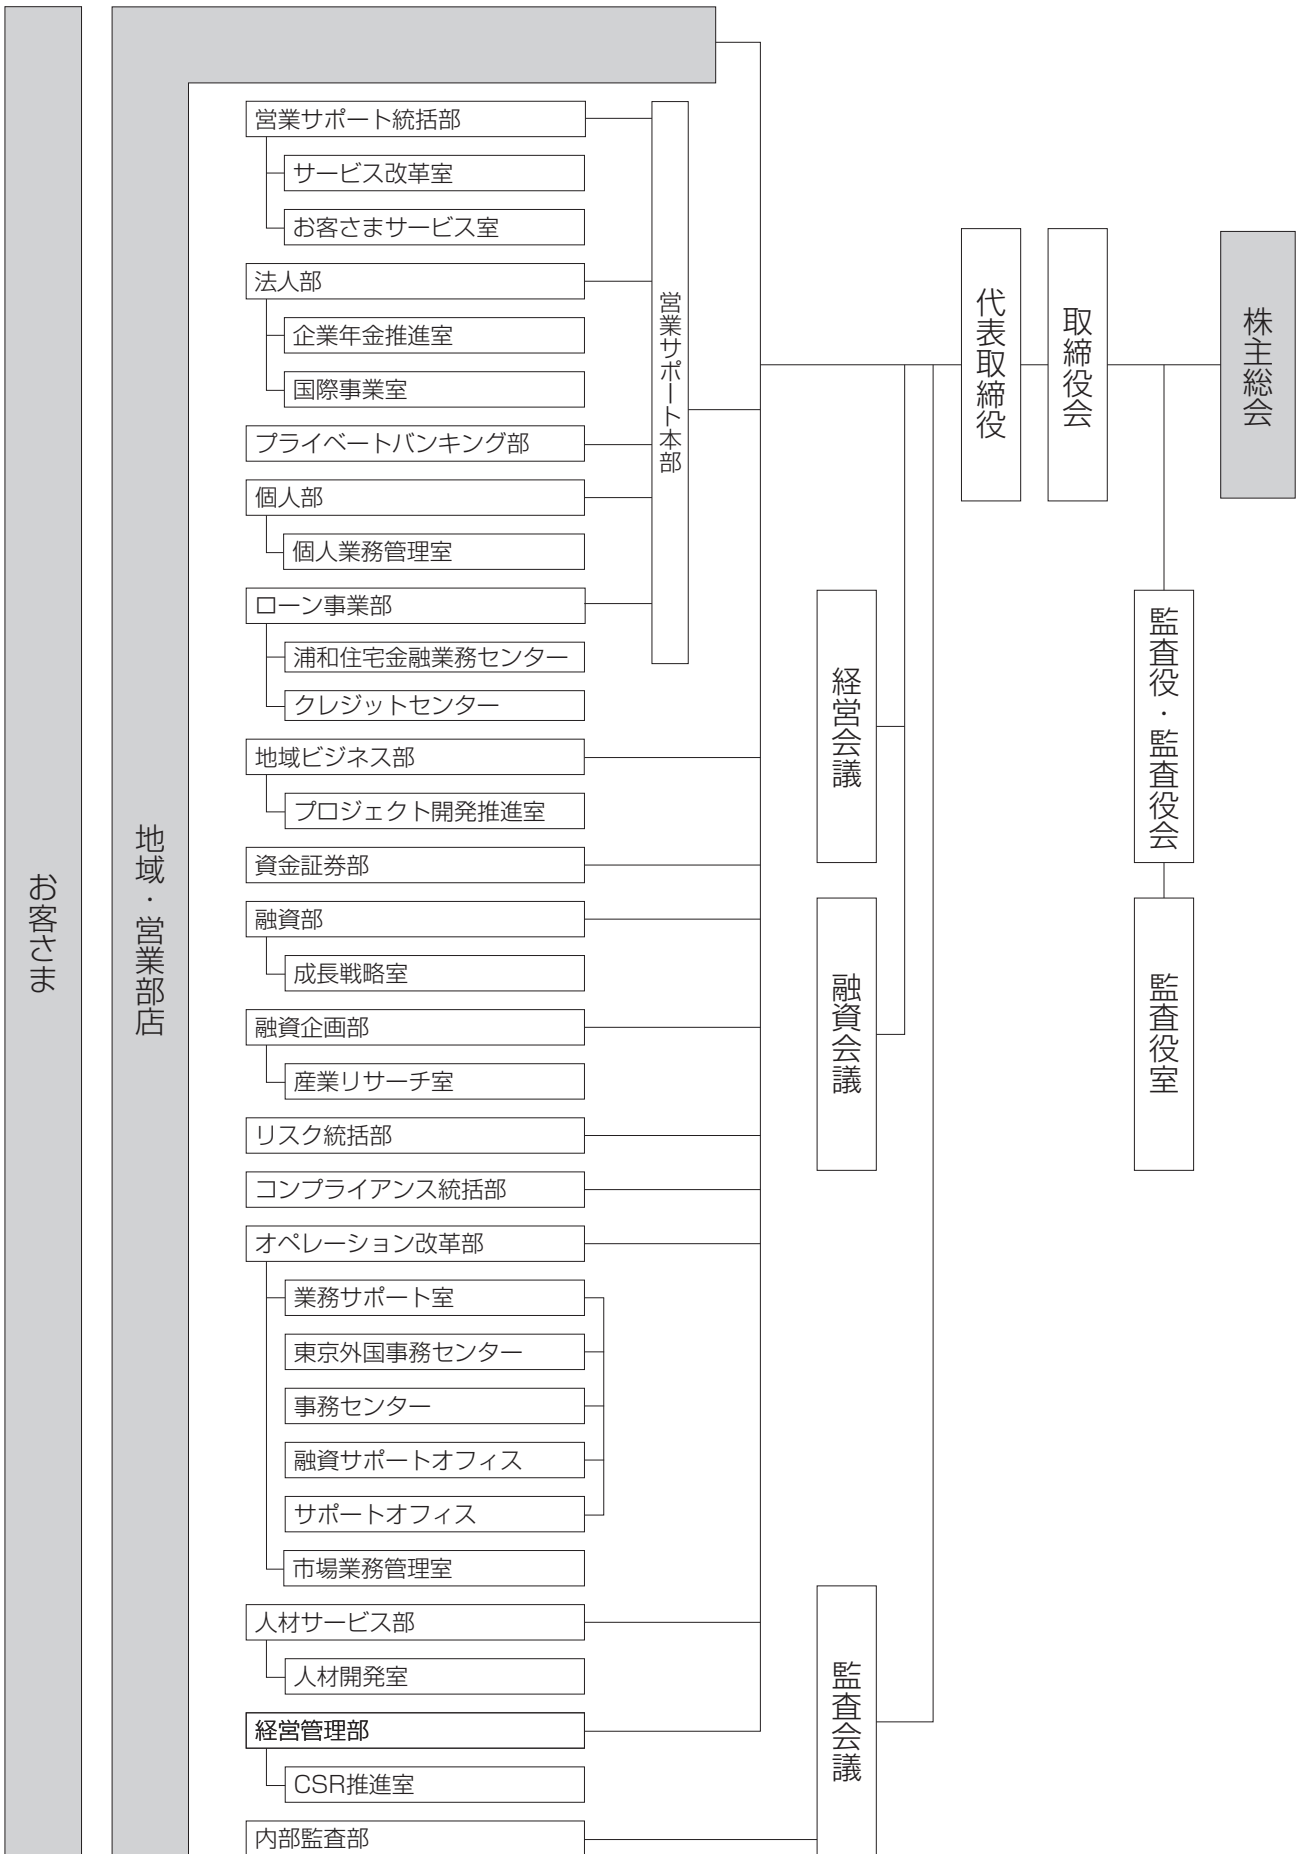 お客さま
地域・営業部店
営業サポート統括部
サービス改革室
お客さまサービス室
法人部
企業年金推進室
国際事業室
プライベートバンキング部
個人部
個人業務管理室
ローン事業部
浦和住宅金融業務センター
クレジットセンター
地域ビジネス部
プロジェクト開発推進室
資金証券部
融資部
成長戦略室
融資企画部
産業リサーチ室
リスク統括部
コンプライアンス統括部
オペレーション改革部
業務サポート室
東京外国事務センター
事務センター
融資サポートオフィス
サポートオフィス
市場業務管理室
人材サービス部
人材開発室
経営管理部
CSR推進室
内部監査部
営業サポート本部
経営会議
融資会議
監査会議
代表取締役
取締役会
監査役・監査役会
監査役室
株主総会